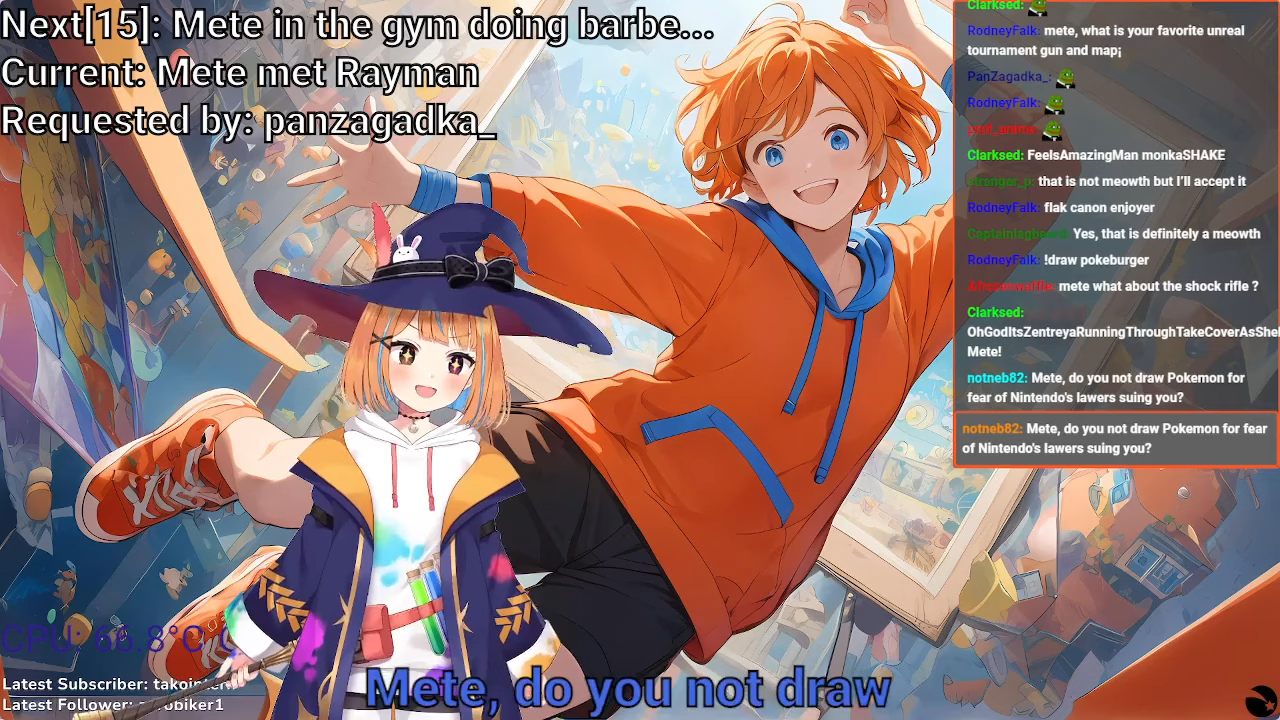 Next[15]: Mete in the gym doing barbe...
Current: Mete met Rayman
Requested by: panzagadka_
Clarksed:
RodneyFalk: mete, what is your favorite unreal
tournament gun and map¡
PanZagadka_:
RodneyFalk:
Clarksed: FeelsAmazingMan monkaSHAKE
that is not meowth but I'll accept it
RodneyFalk: flak canon enjoyer
Yes, that is definitely a meowth
RodneyFalk: !draw pokeburger
mete what about the shock rifle ?
Clarksed:
OhGodItsZentreyaRunningThroughTakeCoverAsShe
Mete!
notneb82: Mete, do you not draw Pokemon for
fear of Nintendo's lawers suing you?
notneb82: Mete, do you not draw Pokemon for fear
of Nintendo's lawers suing you?
CPU: 66.8°C
Latest Subscriber:
Latest Follower:
Mete, do you not draw